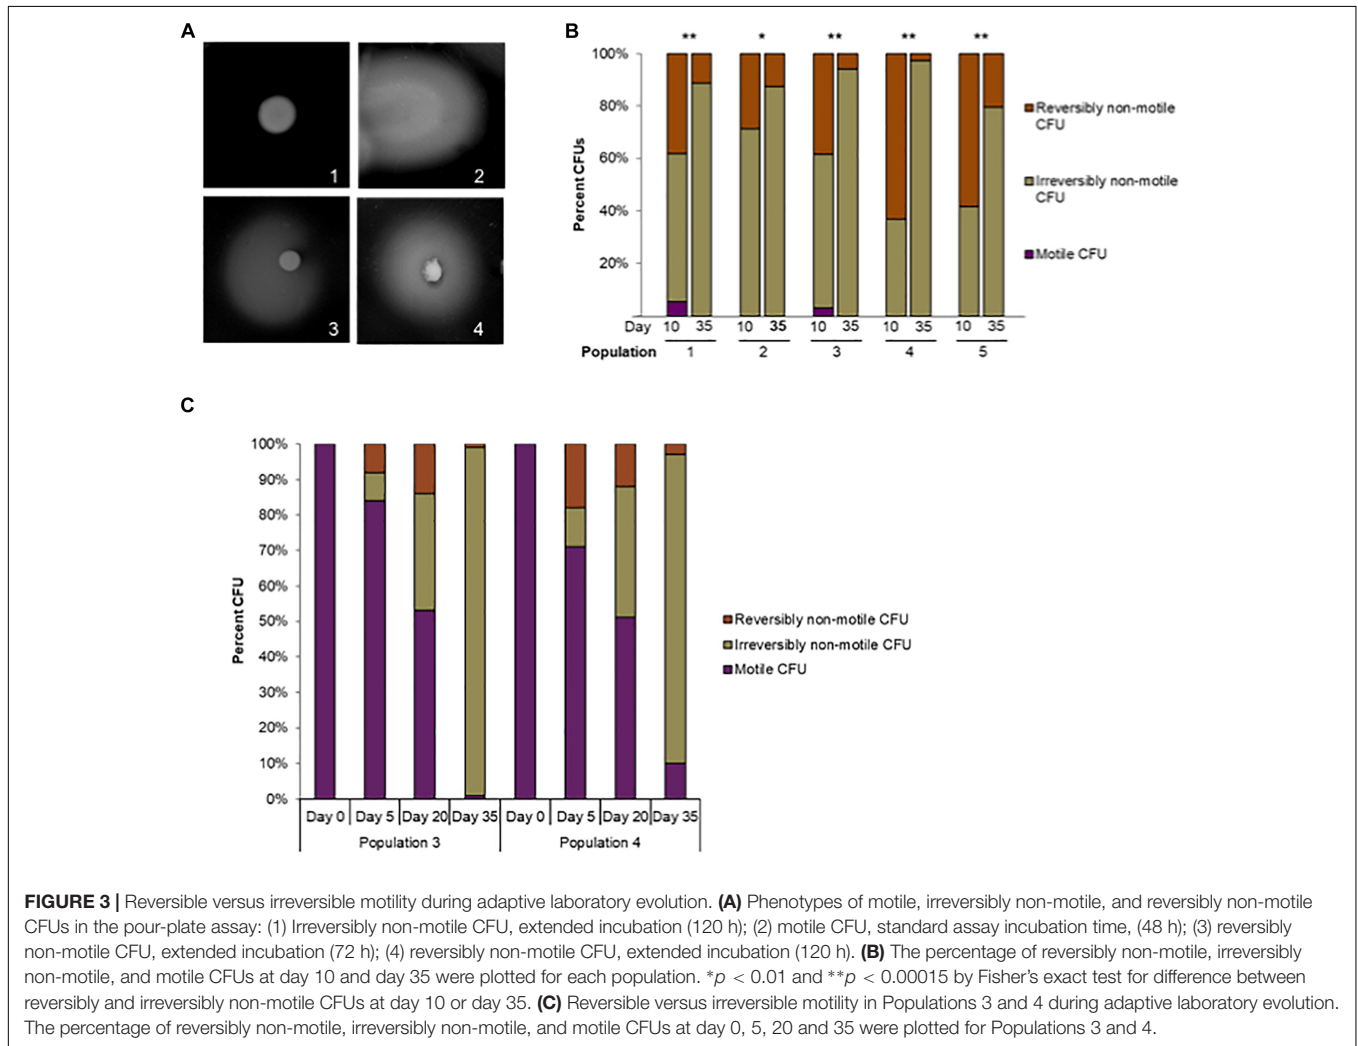 A
1
2
3
4
B
** * ** ** **
100%
80%
60%
40%
20%
Percent CFUs
Day 10 35 10 35 10 35 10 35 10 35
Population 1 2 3 4 5
Reversibly non-motile
CFU
Irreversibly non-motile
CFU
Motile CFU
C
100%
90%
80%
70%
60%
50%
40%
30%
20%
10%
0%
Percent CFU
Day 0 Day 5 Day 20 Day 35 Day 0 Day 5 Day 20 Day 35
Population 3 Population 4
Reversibly non-motile CFU
Irreversibly non-motile CFU
Motile CFU
FIGURE 3 | Reversible versus irreversible motility during adaptive laboratory evolution. (A) Phenotypes of motile, irreversibly non-motile, and reversibly non-motile
CFUs in the pour-plate assay: (1) Irreversibly non-motile CFU, extended incubation (120 h); (2) motile CFU, standard assay incubation time, (48 h); (3) reversibly
non-motile CFU, extended incubation (72 h); (4) reversibly non-motile CFU, extended incubation (120 h). (B) The percentage of reversibly non-motile, irreversibly
non-motile, and motile CFUs at day 10 and day 35 were plotted for each population. *p < 0.01 and **p < 0.00015 by Fisher's exact test for difference between
reversibly and irreversibly non-motile CFUs at day 10 or day 35. (C) Reversible versus irreversible motility in Populations 3 and 4 during adaptive laboratory evolution.
The percentage of reversibly non-motile, irreversibly non-motile, and motile CFUs at day 0, 5, 20 and 35 were plotted for Populations 3 and 4.